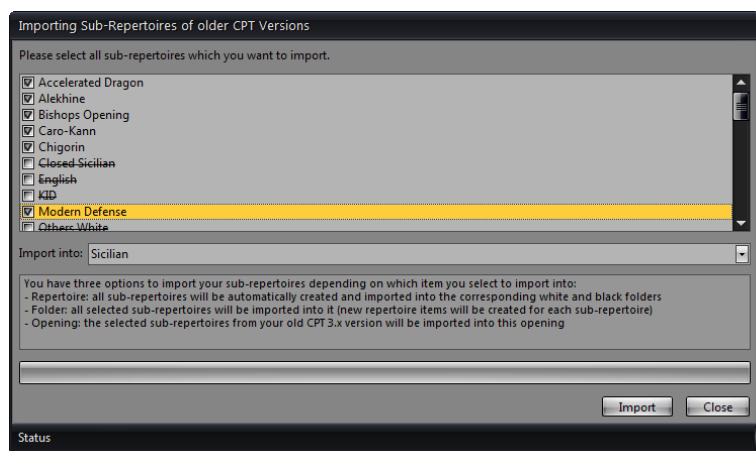 Importing Sub-Repertoires of older CPT Versions
Please select all sub-repertoires which you want to import.
Accelerated Dragon
Alekhine
Bishops Opening
Caro-Kann
Chigorin
Closed Sicilian
English
KID
Modern Defense
Others White
Import into: Sicilian
You have three options to import your sub-repertoires depending on which item you select to import into:
- Repertoire: all sub-repertoires will be automatically created and imported into the corresponding white and black folders
- Folder: all selected sub-repertoires will be imported into it (new repertoire items will be created for each sub-repertoire)
- Opening: the selected sub-repertoires from your old CPT 3.x version will be imported into this opening
Import Close
Status